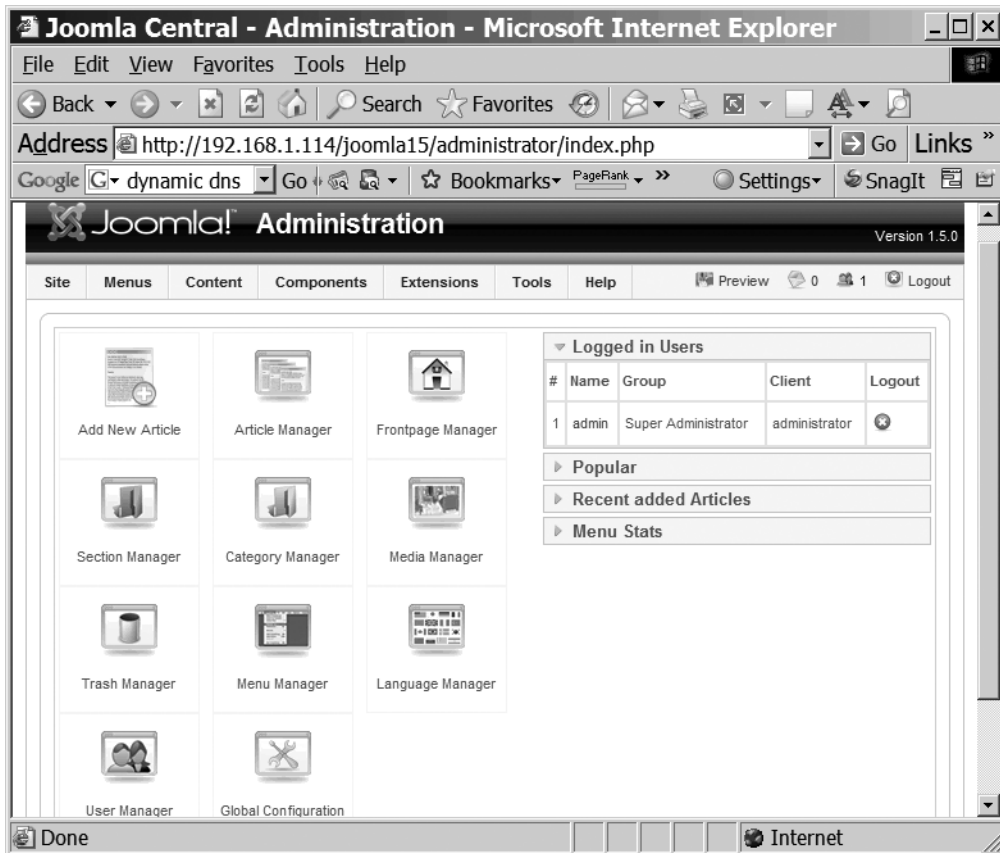 Joomla Central - Administration - Microsoft Internet Explorer
File Edit View Favorites Tools Help
Back Search Favorites
Address http://192.168.1.114/joomla15/administrator/index.php Go Links »
Google G dynamic dns Go Bookmarks PageRank » Settings SnagIt
Joomla! Administration
Version 1.5.0
Site Menus Content Components Extensions Tools Help Preview 0 1 Logout
Logged in Users
# Name Group Client Logout
1 admin Super Administrator administrator
Add New Article Article Manager Frontpage Manager
Popular
Recent added Articles
Menu Stats
Section Manager Category Manager Media Manager
Trash Manager Menu Manager Language Manager
User Manager Global Configuration
Done Internet